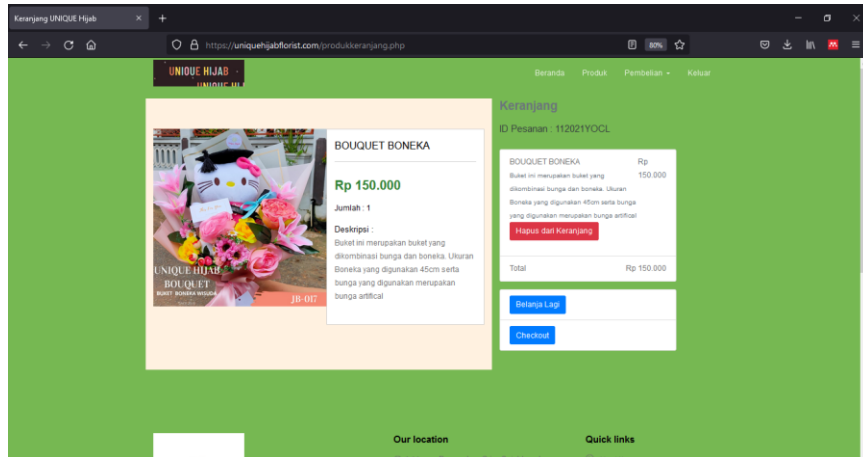 Keranjang UNIQUE Hijab
https://uniquehijabflorist.com/produkkeranjang.php
80%
UNIQUE HIJAB
Beranda Produk Pembelian Keluar
BOUQUET BONEKA
Rp 150.000
Jumlah : 1
Deskripsi :
Buket ini merupakan buket yang
dikombinasi bunga dan boneka. Ukuran
Boneka yang digunakan 45cm serta
bunga yang digunakan merupakan
bunga artifical
UNIQUE HIJAB
BOUQUET
BUKET BONEKA WISUDA
JB-017
Keranjang
ID Pesanan : 112021YOCL
BOUQUET BONEKA Rp
Buket ini merupakan buket yang 150.000
dikombinasi bunga dan boneka. Ukuran
Boneka yang digunakan 45cm serta bunga
yang digunakan merupakan bunga artifical
Hapus dari Keranjang
Total Rp 150.000
Belanja Lagi
Checkout
Our location Quick links